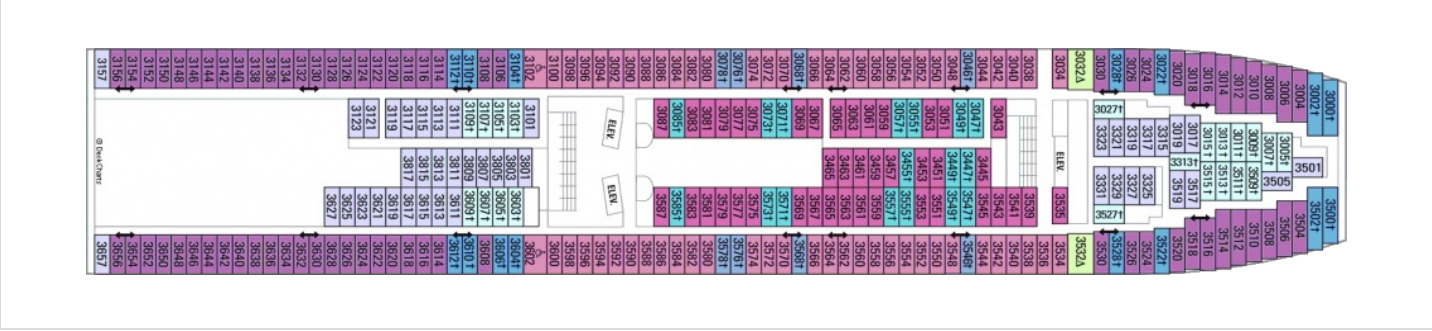 3157 3156 3154 3152 3150 3148 3146 3144 3142 3140 3138 3136 3134 3132 3130 3128 3126 3124 3122 3120 3118 3116 3114 3112† 3110† 3108 3106 3104† 3102 3100 3098 3096 3094 3092 3090 3088 3086 3084 3082 3080 3078† 3076† 3074 3072 3070 3068† 3066 3064 3062 3060 3058 3056 3054 3052 3050 3048 3046† 3044 3042 3040 3038 3034 3032Δ 3030 3028† 3026 3024 3022† 3020 3018 3016 3014 3012 3010 3008 3006 3004 3002† 3000†
3123 3121 3119 3117 3115 3113 3111 3109† 3107† 3105† 3103† 3101 ELEV. 3087 3085† 3083 3081 3079 3077 3075 3073† 3071† 3069 3067 3065 3063 3061 3059 3057† 3055† 3053 3051 3049† 3047† 3043
3027†
3323 3321 3319 3317 3315 3019 3017 3015† 3013† 3011† 3009† 3007† 3005†
© DeckCharts
3817 3815 3813 3811 3809 3807 3805 3803 3801 3465 3463 3461 3459 3457 3455† 3453 3451 3449† 3447† 3445 ELEV.
3313†
3501
3505
3331 3329 3327 3325 3519 3517 3515† 3513† 3511† 3509†
3627 3625 3623 3621 3619 3617 3615 3613 3611 3609† 3607† 3605† 3603† ELEV. 3587 3585† 3583 3581 3579 3577 3575 3573† 3571† 3569 3567 3565 3563 3561 3559 3557† 3555† 3553 3551 3549† 3547† 3545 3543 3541 3539 3535
3527†
3657 3656 3654 3652 3650 3648 3646 3644 3642 3640 3638 3636 3634 3632 3630 3628 3626 3624 3622 3620 3618 3616 3614 3612† 3610† 3608 3606† 3604† 3602 3600 3598 3596 3594 3592 3590 3588 3586 3584 3582 3580 3578† 3576† 3574 3572 3570 3568† 3566 3564 3562 3560 3558 3556 3554 3552 3550 3548 3546† 3544 3542 3540 3538 3536 3534 3532Δ 3530 3528† 3526 3524 3522† 3520 3518 3516 3514 3512 3510 3508 3506 3504 3502† 3500†